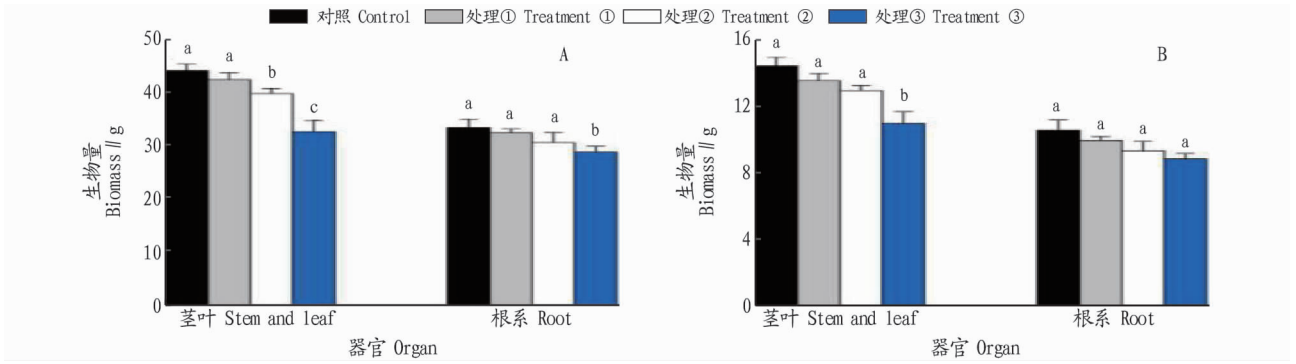 对照 Control 处理① Treatment ① 处理② Treatment ② 处理③ Treatment ③
50
40
30
20
10
0
生物量
Biomass∥g
A
a
a
b
c
a
a
a
b
茎叶 Stem and leaf
根系 Root
器官 Organ
16
12
8
4
0
生物量
Biomass∥g
B
a
a
a
b
a
a
a
a
茎叶 Stem and leaf
根系 Root
器官 Organ